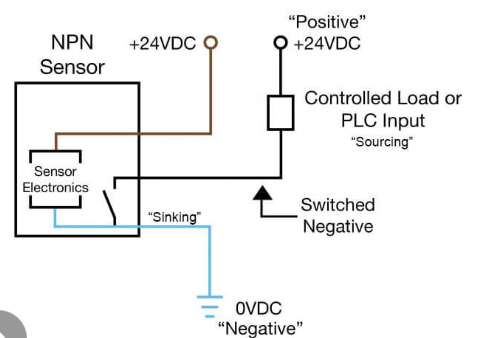 "Positive"
NPN
Sensor
+24VDC
+24VDC
Controlled Load or
PLC Input
"Sourcing"
Sensor
Electronics
"Sinking"
Switched
Negative
0VDC
"Negative"